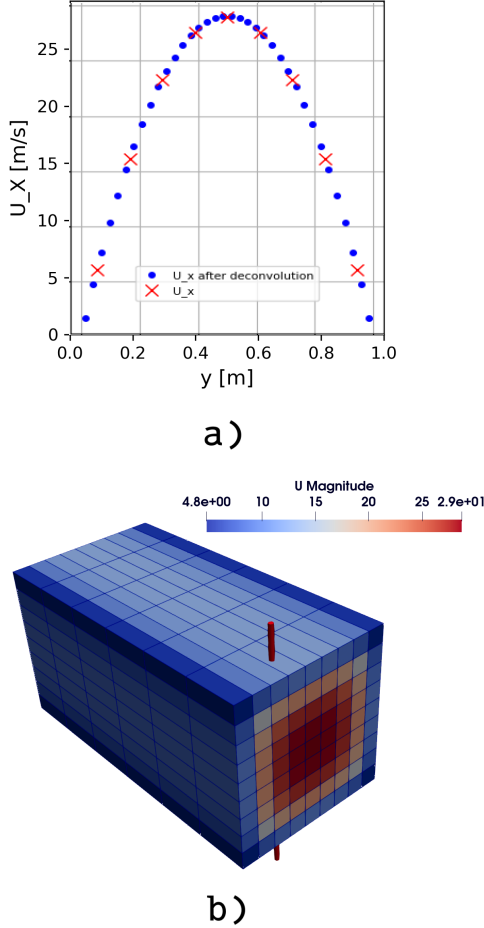 25
20
15
10
5
0
U_X [m/s]
U_x after deconvolution
U_x
0.0 0.2 0.4 0.6 0.8 1.0
y [m]
a)
U Magnitude
4.8e+00 10 15 20 25 2.9e+01
b)